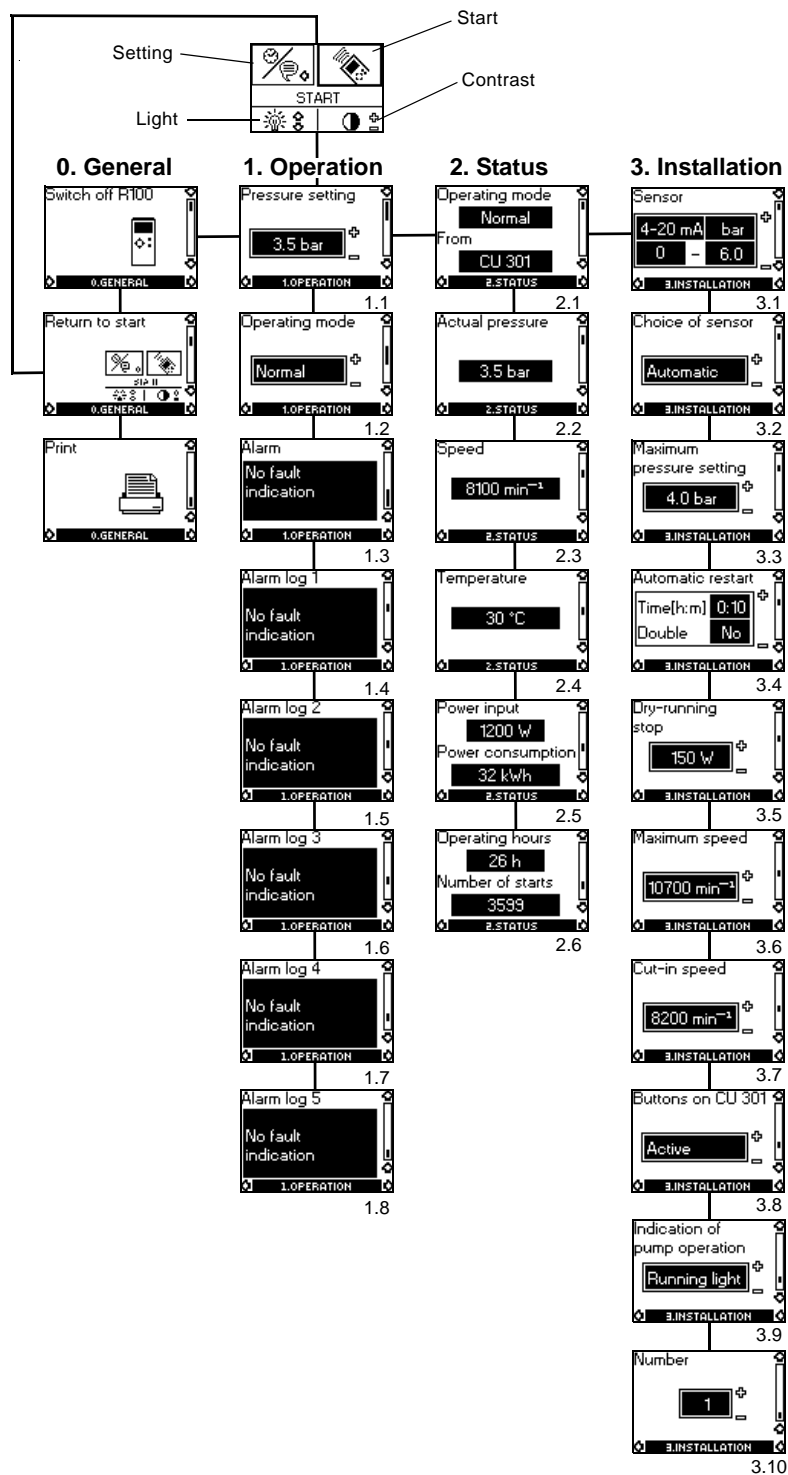 Setting
Start
START
Light
Contrast
0. General
Switch off R100
0.GENERAL
Return to start
START
0.GENERAL
Print
0.GENERAL
1. Operation
Pressure setting
3.5 bar
1.OPERATION
1.1
Operating mode
Normal
1.OPERATION
1.2
Alarm
No fault
indication
1.OPERATION
1.3
Alarm log 1
No fault
indication
1.OPERATION
1.4
Alarm log 2
No fault
indication
1.OPERATION
1.5
Alarm log 3
No fault
indication
1.OPERATION
1.6
Alarm log 4
No fault
indication
1.OPERATION
1.7
Alarm log 5
No fault
indication
1.OPERATION
1.8
2. Status
Operating mode
Normal
From
CU 301
2.STATUS
2.1
Actual pressure
3.5 bar
2.STATUS
2.2
Speed
8100 min⁻¹
2.STATUS
2.3
Temperature
30 °C
2.STATUS
2.4
Power input
1200 W
Power consumption
32 kWh
2.STATUS
2.5
Operating hours
26 h
Number of starts
3599
2.STATUS
2.6
3. Installation
Sensor
4-20 mA bar
0 - 6.0
3.INSTALLATION
3.1
Choice of sensor
Automatic
3.INSTALLATION
3.2
Maximum
pressure setting
4.0 bar
3.INSTALLATION
3.3
Automatic restart
Time[h:m] 0:10
Double No
3.INSTALLATION
3.4
Dry-running
stop
150 W
3.INSTALLATION
3.5
Maximum speed
10700 min⁻¹
3.INSTALLATION
3.6
Cut-in speed
8200 min⁻¹
3.INSTALLATION
3.7
Buttons on CU 301
Active
3.INSTALLATION
3.8
Indication of
pump operation
Running light
3.INSTALLATION
3.9
Number
1
3.INSTALLATION
3.10